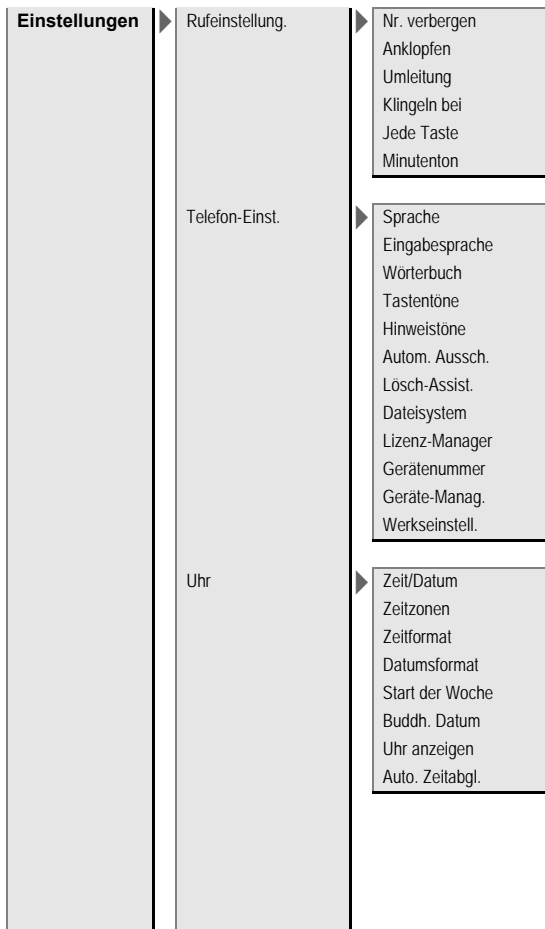 Einstellungen
Rufeinstellung.
Nr. verbergen
Anklopfen
Umleitung
Klingeln bei
Jede Taste
Minutenton
Telefon-Einst.
Sprache
Eingabesprache
Wörterbuch
Tastentöne
Hinweistöne
Autom. Aussch.
Lösch-Assist.
Dateisystem
Lizenz-Manager
Gerätenummer
Geräte-Manag.
Werkseinstell.
Uhr
Zeit/Datum
Zeitzonen
Zeitformat
Datumsformat
Start der Woche
Buddh. Datum
Uhr anzeigen
Auto. Zeitabgl.